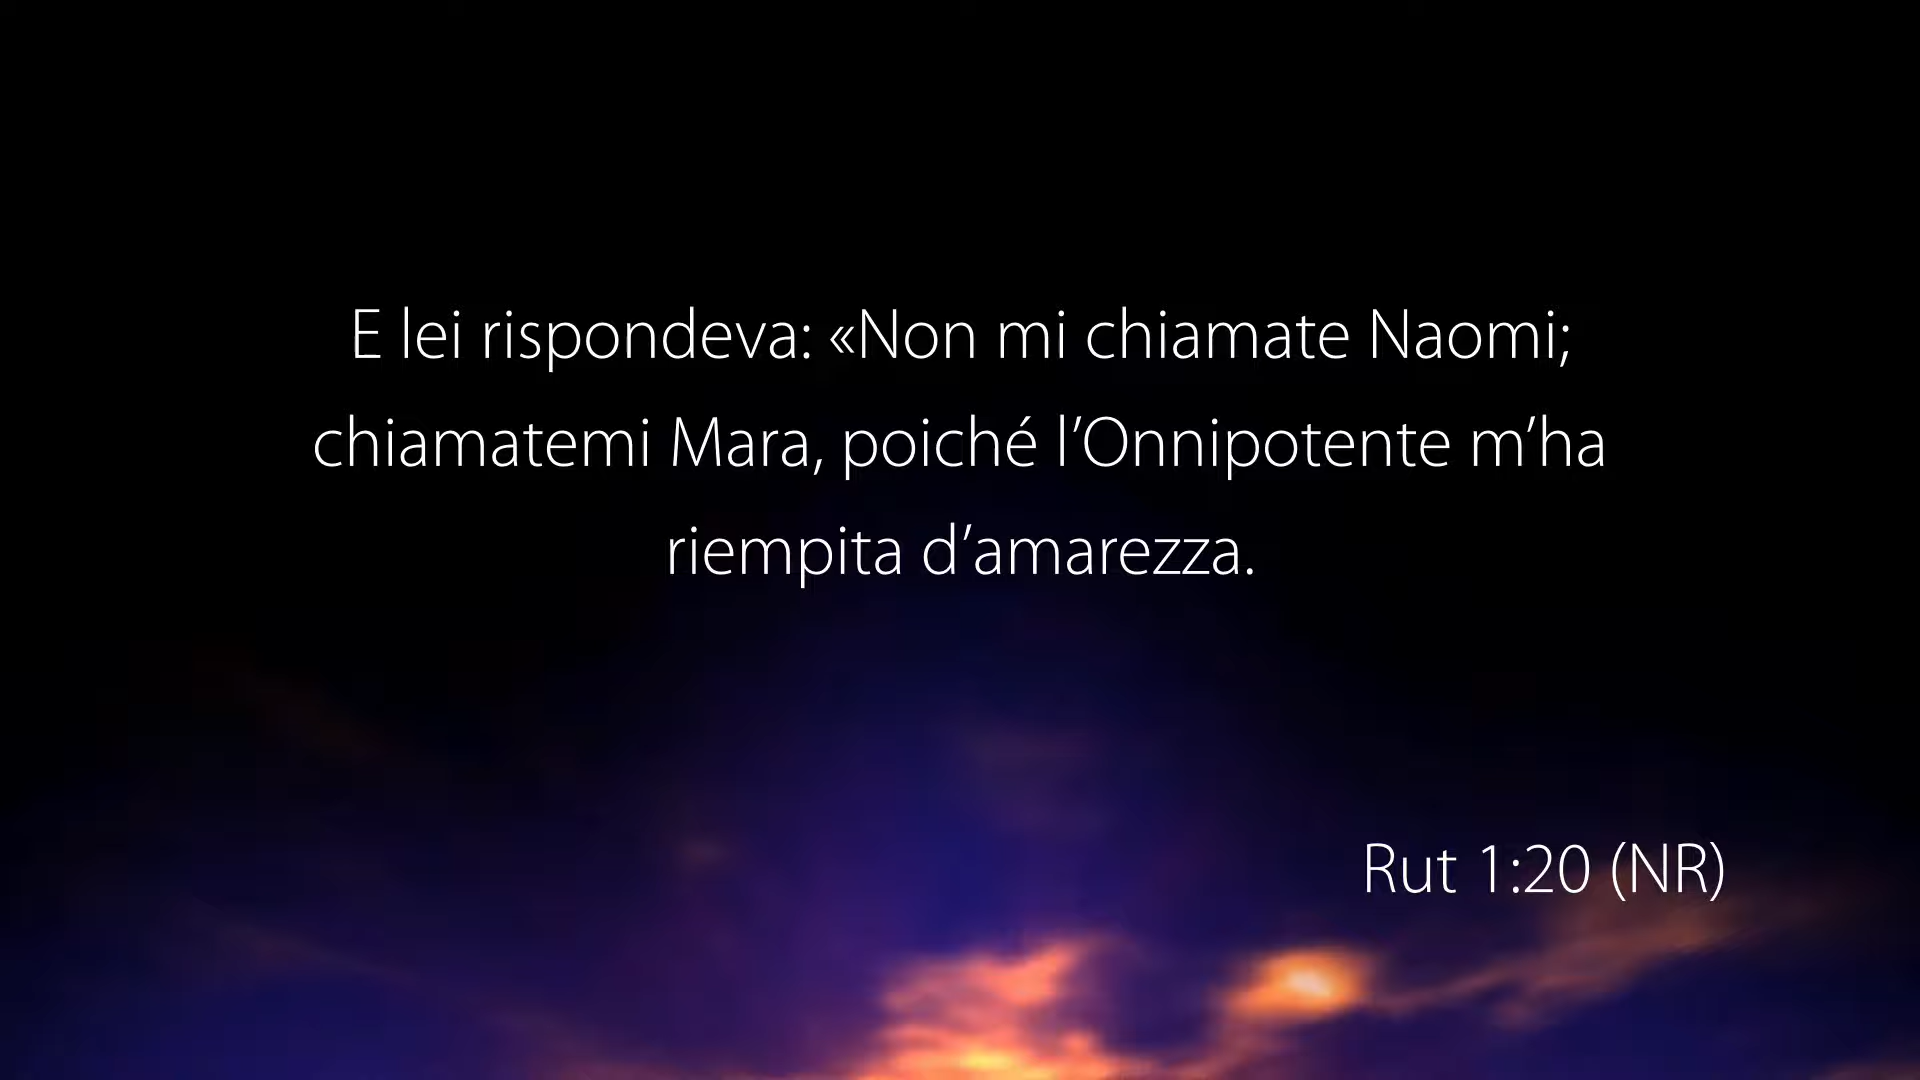 E lei rispondeva: «Non mi chiamate Naomi;
chiamatemi Mara, poiché l’Onnipotente m’ha
riempita d’amarezza.
Rut 1:20 (NR)